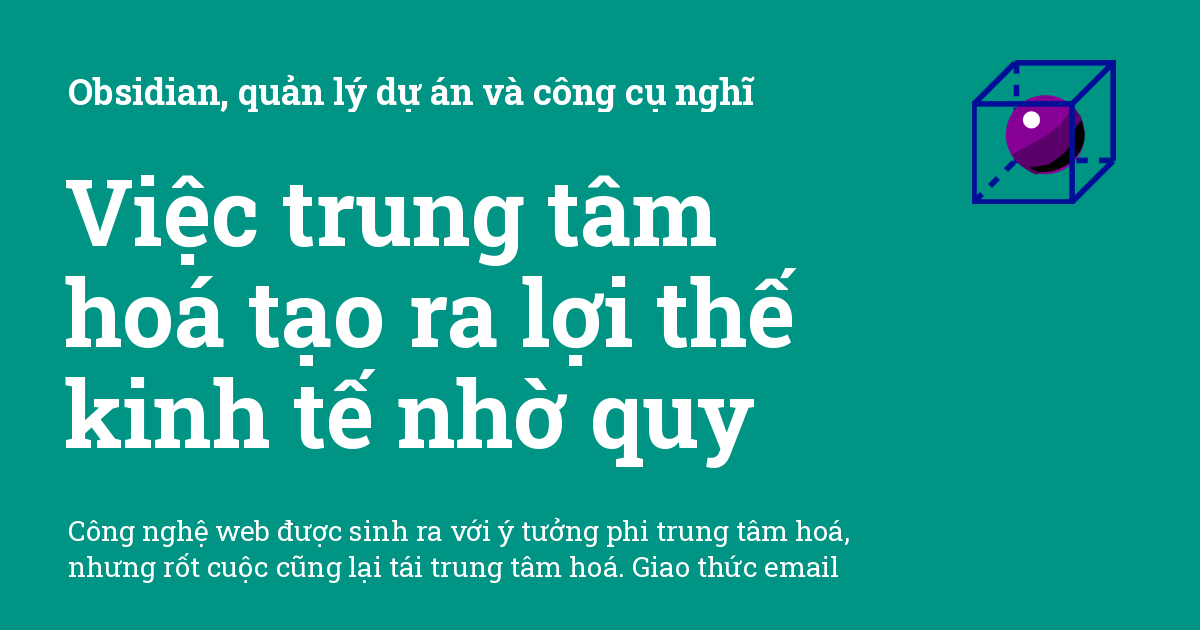 Obsidian, quản lý dự án và công cụ nghĩ
Việc trung tâm
hoá tạo ra lợi thế
kinh tế nhờ quy
Công nghệ web được sinh ra với ý tưởng phi trung tâm hoá,
nhưng rốt cuộc cũng lại tái trung tâm hoá. Giao thức email